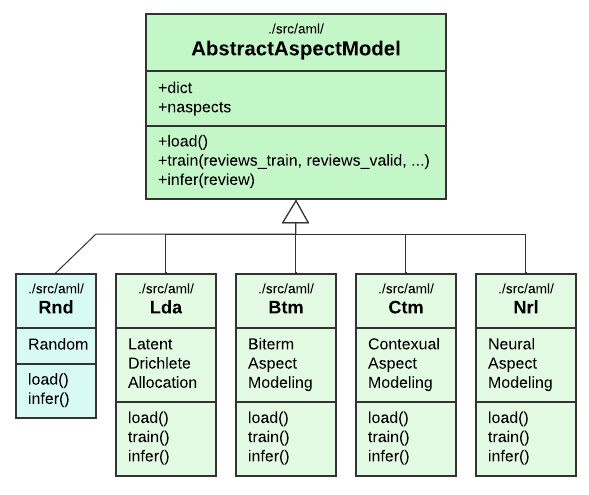 ./src/aml/
AbstractAspectModel
+dict
+naspects
+load()
+train(reviews_train, reviews_valid, ...)
+infer(review)
./src/aml/
Rnd
Random
load()
infer()
./src/aml/
Lda
Latent
Drichlete
Allocation
load()
train()
infer()
./src/aml/
Btm
Biterm
Aspect
Modeling
load()
train()
infer()
./src/aml/
Ctm
Contexual
Aspect
Modeling
load()
train()
infer()
./src/aml/
Nrl
Neural
Aspect
Modeling
load()
train()
infer()